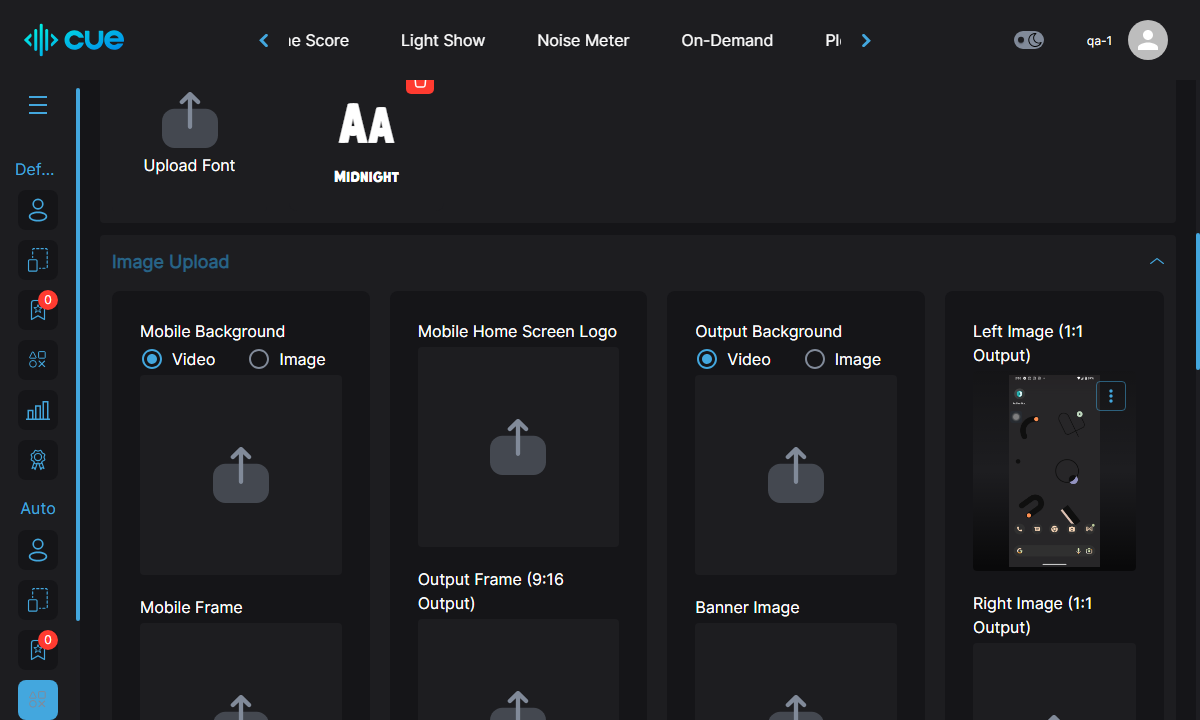 cue
e Score
Light Show
Noise Meter
On-Demand
qa-1
Def...
0
Auto
0
Upload Font
AA
MIDNIGHT
Image Upload
Mobile Background
Video
Image
Mobile Home Screen Logo
Output Background
Video
Image
Left Image (1:1
Output)
Mobile Frame
Output Frame (9:16
Output)
Banner Image
Right Image (1:1
Output)